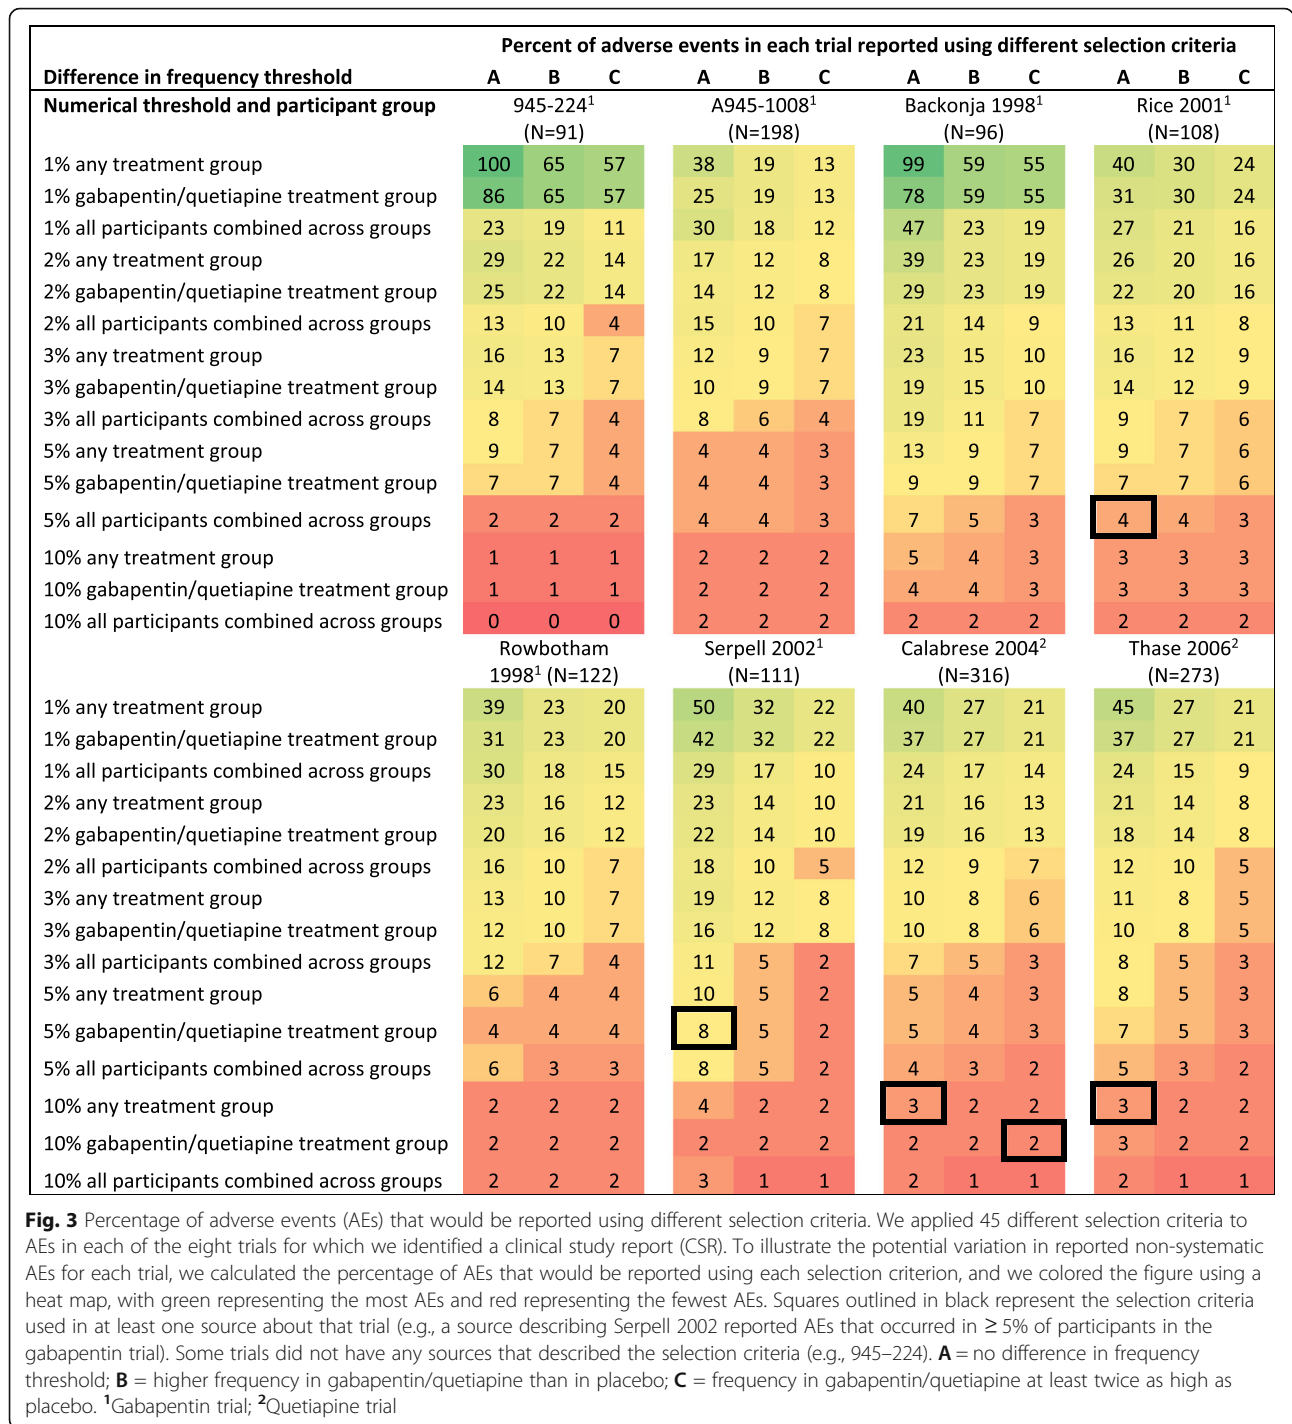 Percent of adverse events in each trial reported using different selection criteria
Difference in frequency threshold A B C A B C A B C A B C
Numerical threshold and participant group 945-224¹ A945-1008¹ Backonja 1998¹ Rice 2001¹
(N=91) (N=198) (N=96) (N=108)
1% any treatment group 100 65 57 38 19 13 99 59 55 40 30 24
1% gabapentin/quetiapine treatment group 86 65 57 25 19 13 78 59 55 31 30 24
1% all participants combined across groups 23 19 11 30 18 12 47 23 19 27 21 16
2% any treatment group 29 22 14 17 12 8 39 23 19 26 20 16
2% gabapentin/quetiapine treatment group 25 22 14 14 12 8 29 23 19 22 20 16
2% all participants combined across groups 13 10 4 15 10 7 21 14 9 13 11 8
3% any treatment group 16 13 7 12 9 7 23 15 10 16 12 9
3% gabapentin/quetiapine treatment group 14 13 7 10 9 7 19 15 10 14 12 9
3% all participants combined across groups 8 7 4 8 6 4 19 11 7 9 7 6
5% any treatment group 9 7 4 4 4 3 13 9 7 9 7 6
5% gabapentin/quetiapine treatment group 7 7 4 4 4 3 9 9 7 7 7 6
5% all participants combined across groups 2 2 2 4 4 3 7 5 3 4 4 3
10% any treatment group 1 1 1 2 2 2 5 4 3 3 3 3
10% gabapentin/quetiapine treatment group 1 1 1 2 2 2 4 4 3 3 3 3
10% all participants combined across groups 0 0 0 2 2 2 2 2 2 2 2 2
Rowbotham Serpell 2002¹ Calabrese 2004² Thase 2006²
1998¹ (N=122) (N=111) (N=316) (N=273)
1% any treatment group 39 23 20 50 32 22 40 27 21 45 27 21
1% gabapentin/quetiapine treatment group 31 23 20 42 32 22 37 27 21 37 27 21
1% all participants combined across groups 30 18 15 29 17 10 24 17 14 24 15 9
2% any treatment group 23 16 12 23 14 10 21 16 13 21 14 8
2% gabapentin/quetiapine treatment group 20 16 12 22 14 10 19 16 13 18 14 8
2% all participants combined across groups 16 10 7 18 10 5 12 9 7 12 10 5
3% any treatment group 13 10 7 19 12 8 10 8 6 11 8 5
3% gabapentin/quetiapine treatment group 12 10 7 16 12 8 10 8 6 10 8 5
3% all participants combined across groups 12 7 4 11 5 2 7 5 3 8 5 3
5% any treatment group 6 4 4 10 5 2 5 4 3 8 5 3
5% gabapentin/quetiapine treatment group 4 4 4 8 5 2 5 4 3 7 5 3
5% all participants combined across groups 6 3 3 8 5 2 4 3 2 5 3 2
10% any treatment group 2 2 2 4 2 2 3 2 2 3 2 2
10% gabapentin/quetiapine treatment group 2 2 2 2 2 2 2 2 2 3 2 2
10% all participants combined across groups 2 2 2 3 1 1 2 1 1 2 1 1
Fig. 3 Percentage of adverse events (AEs) that would be reported using different selection criteria. We applied 45 different selection criteria to
AEs in each of the eight trials for which we identified a clinical study report (CSR). To illustrate the potential variation in reported non-systematic
AEs for each trial, we calculated the percentage of AEs that would be reported using each selection criterion, and we colored the figure using a
heat map, with green representing the most AEs and red representing the fewest AEs. Squares outlined in black represent the selection criteria
used in at least one source about that trial (e.g., a source describing Serpell 2002 reported AEs that occurred in ≥ 5% of participants in the
gabapentin trial). Some trials did not have any sources that described the selection criteria (e.g., 945–224). A = no difference in frequency
threshold; B = higher frequency in gabapentin/quetiapine than in placebo; C = frequency in gabapentin/quetiapine at least twice as high as
placebo. ¹Gabapentin trial; ²Quetiapine trial